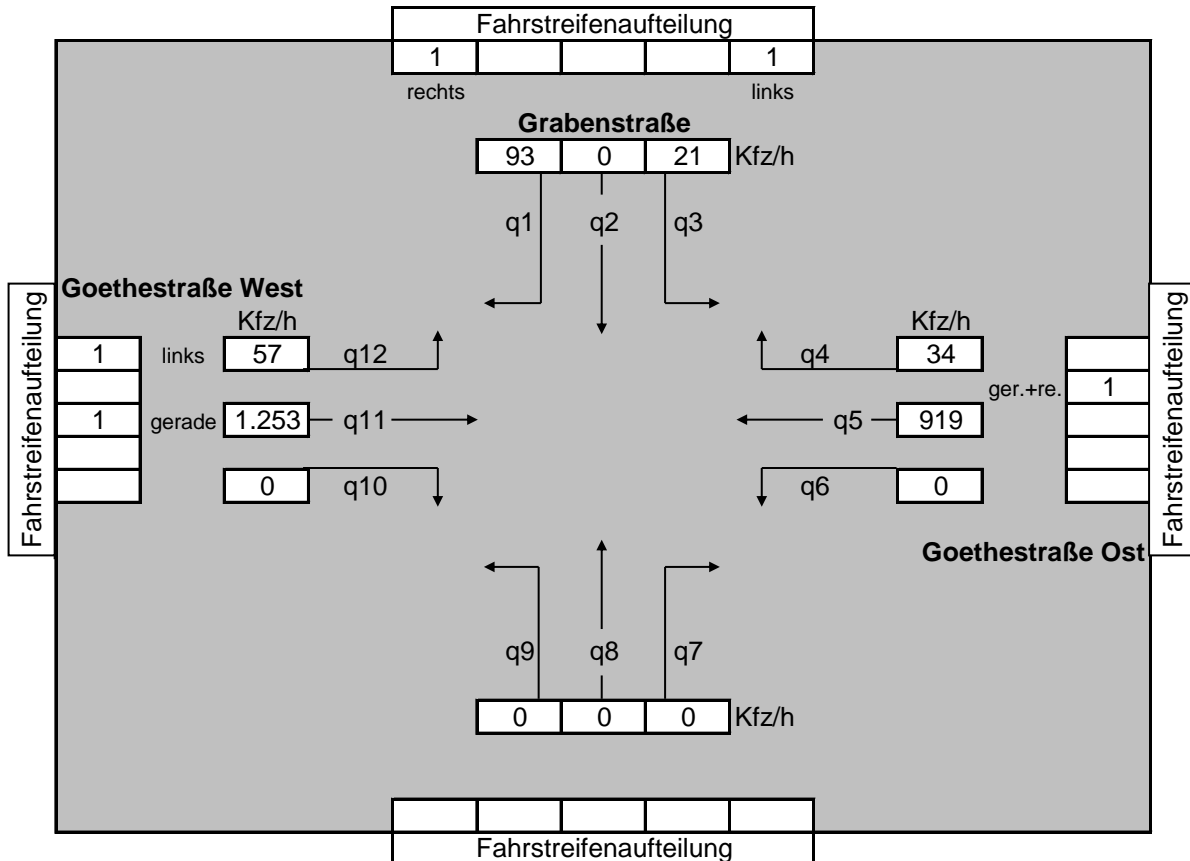 Fahrstreifenaufteilung
1 1
rechts links
Grabenstraße
93 0 21 Kfz/h
q1 q2 q3
Fahrstreifenaufteilung
Goethestraße West
Kfz/h
1 links 57 q12
1 gerade 1.253 q11
0 q10
Kfz/h
q4 34
ger.+re. 1
q5 919
q6 0
Goethestraße Ost
Fahrstreifenaufteilung
q9 q8 q7
0 0 0 Kfz/h
Fahrstreifenaufteilung